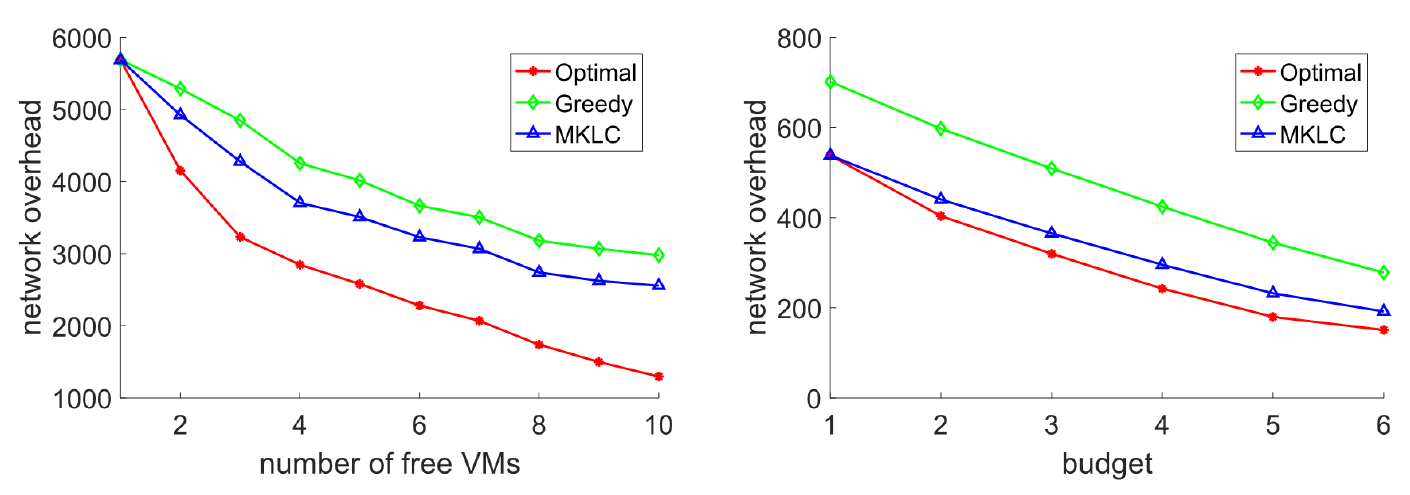 6000
5000
4000
3000
2000
1000
network overhead
2 4 6 8 10
number of free VMs
Optimal
Greedy
MKLC
800
600
400
200
0
network overhead
1 2 3 4 5 6
budget
Optimal
Greedy
MKLC